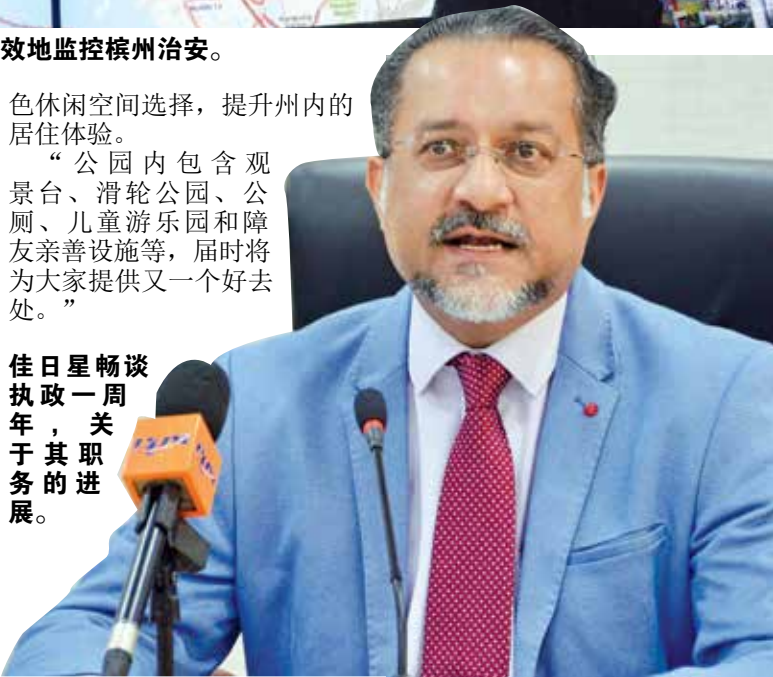 效地监控槟州治安。
色休闲空间选择，提升州内的
居住体验。
“公园内包含观
景台、滑轮公园、公
厕、儿童游乐园和障
友亲善设施等，届时将
为大家提供又一个好去
处。”
佳日星畅谈
执政一周
年，关
于其职
务的进
展。